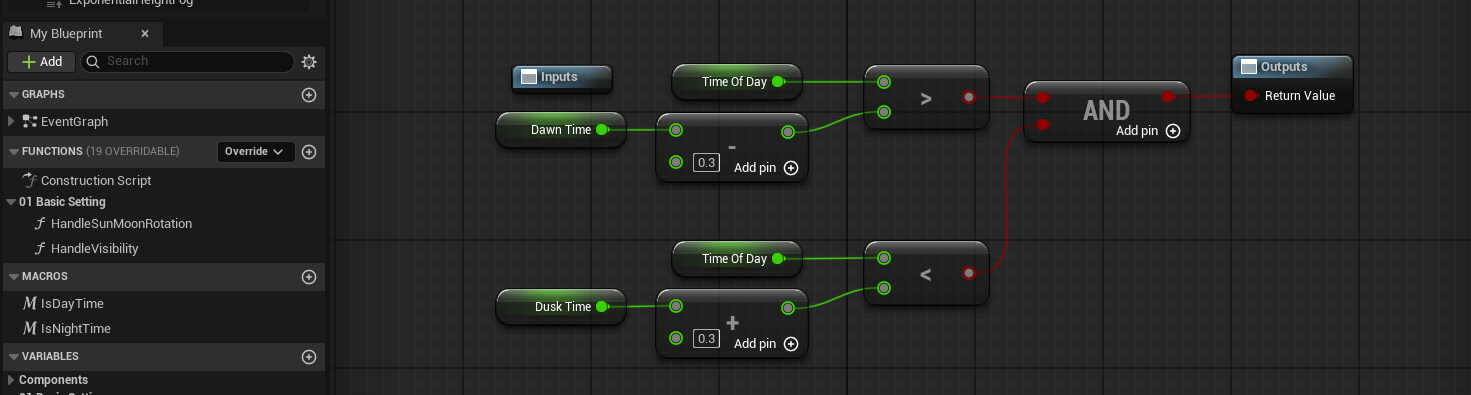 ExponentialHeightFog
My Blueprint
Add
Search
GRAPHS
EventGraph
FUNCTIONS (19 OVERRIDABLE)
Override
Construction Script
01 Basic Setting
HandleSunMoonRotation
HandleVisibility
MACROS
IsDayTime
IsNightTime
VARIABLES
Components
01 Basic Setting
Inputs
Time Of Day
>
Outputs
Return Value
AND
Add pin
Dawn Time
-
0.3
Add pin
Time Of Day
<
Dusk Time
+
0.3
Add pin